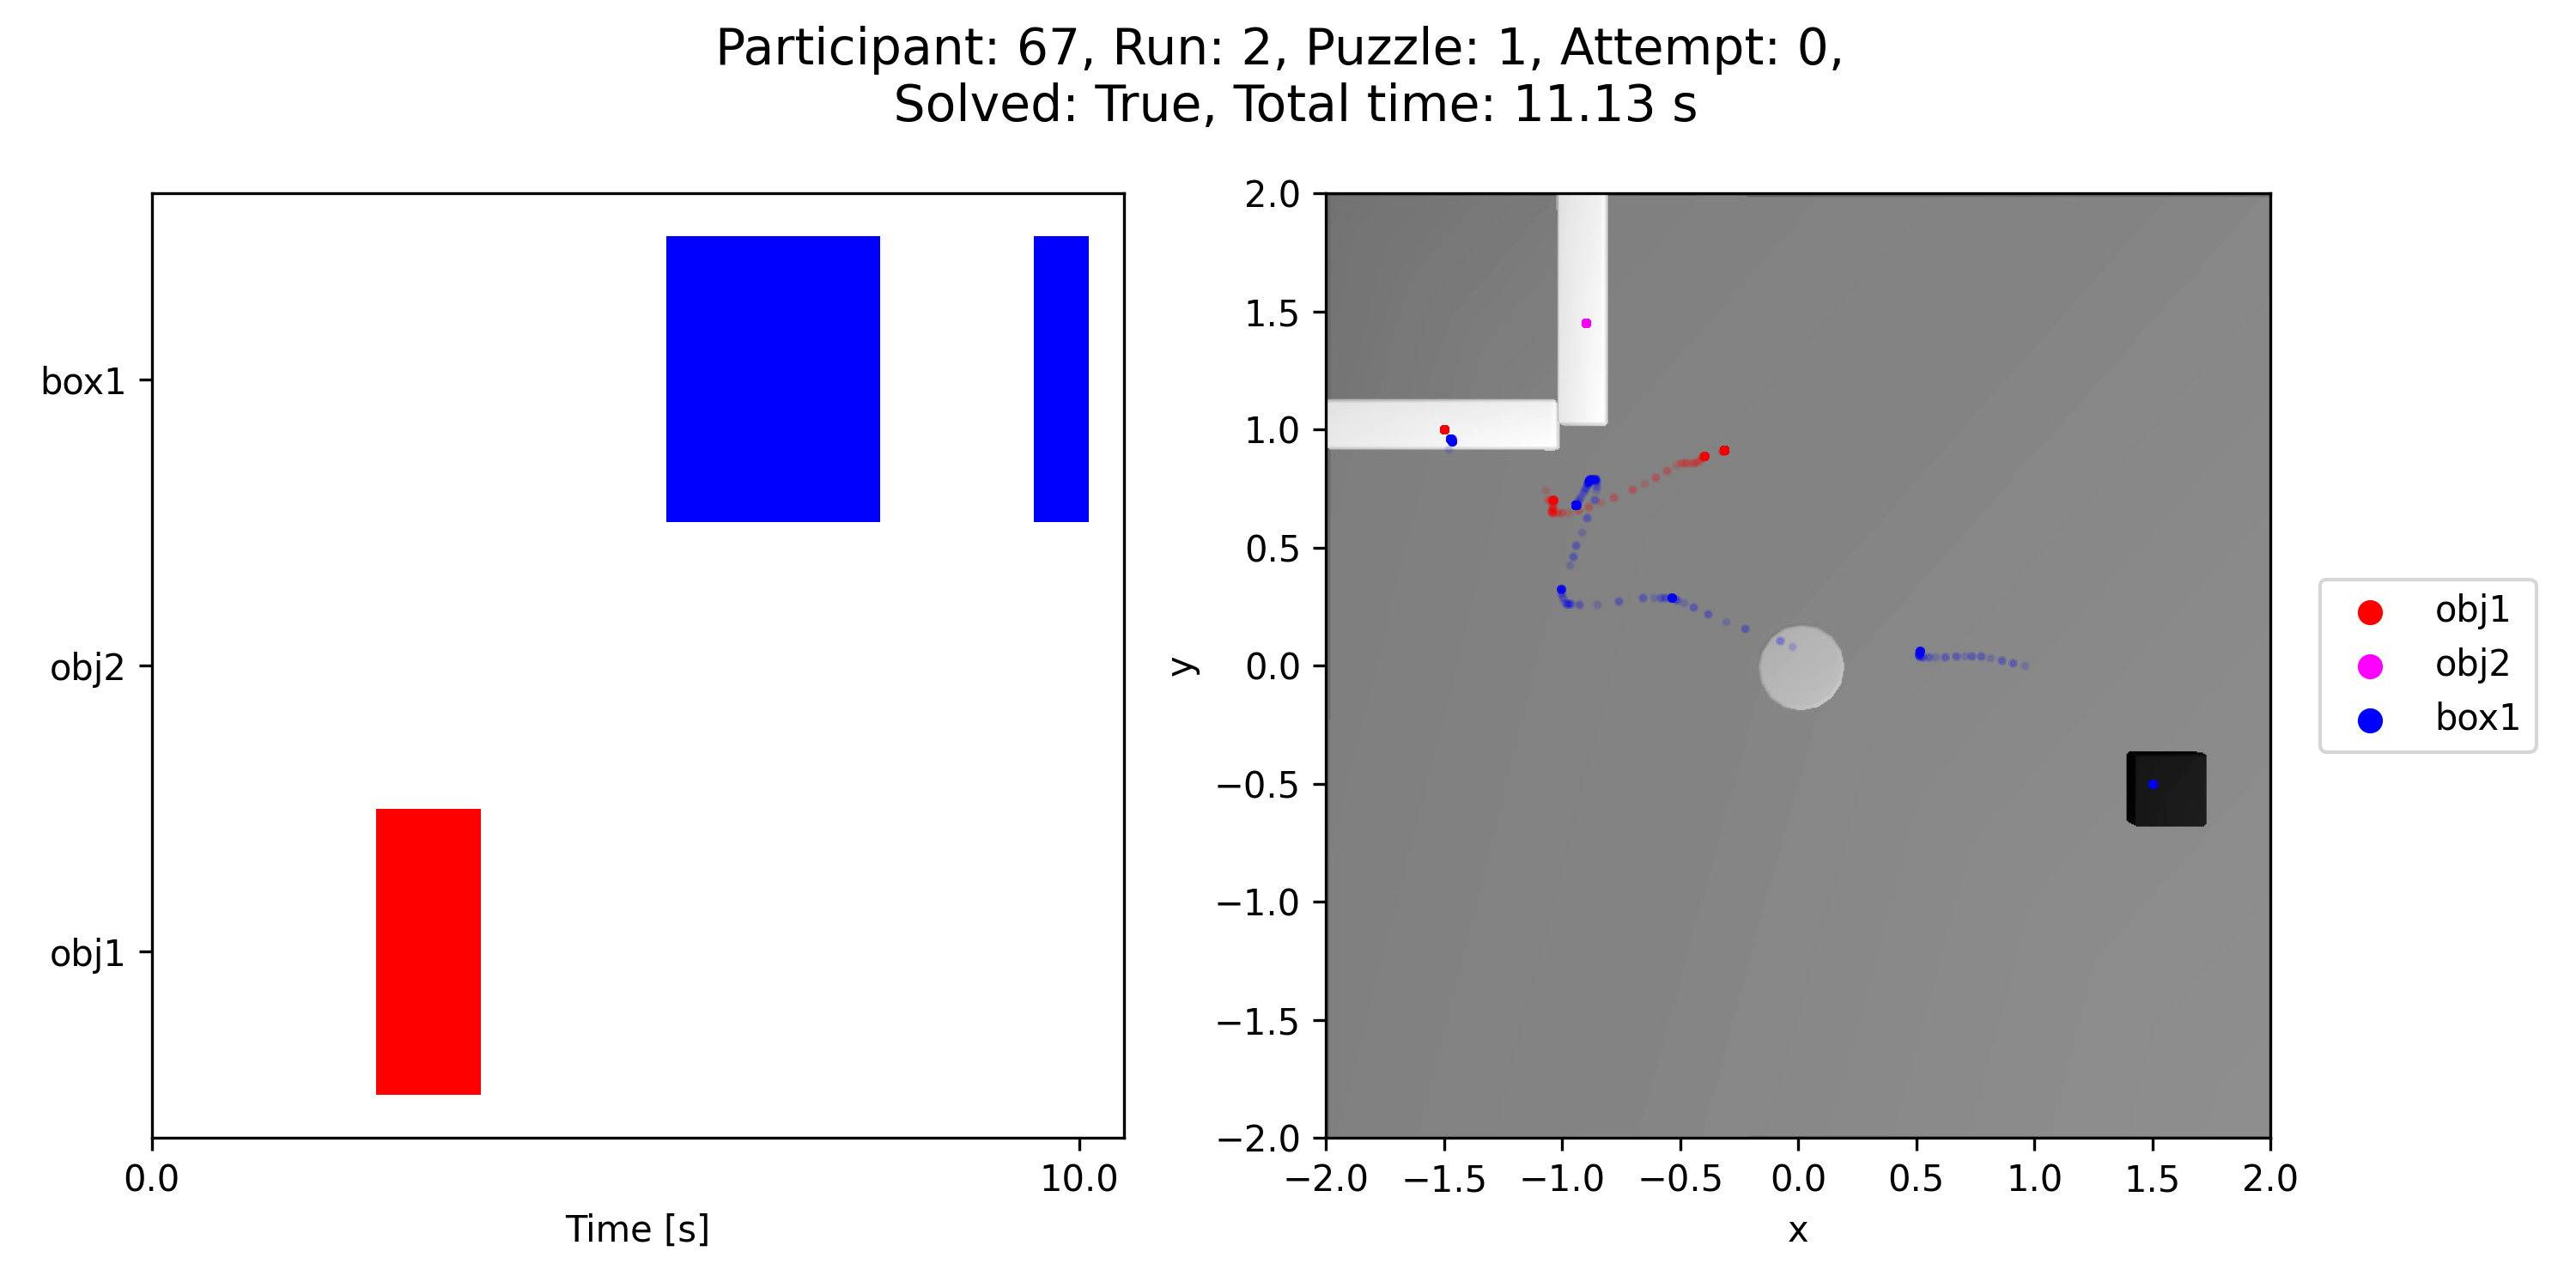 Participant: 67, Run: 2, Puzzle: 1, Attempt: 0,
Solved: True, Total time: 11.13 s
box1
obj2
obj1
0.0
10.0
Time [s]
2.0
1.5
1.0
0.5
0.0
−0.5
−1.0
−1.5
−2.0
y
−2.0 −1.5 −1.0 −0.5 0.0 0.5 1.0 1.5 2.0
x
obj1
obj2
box1